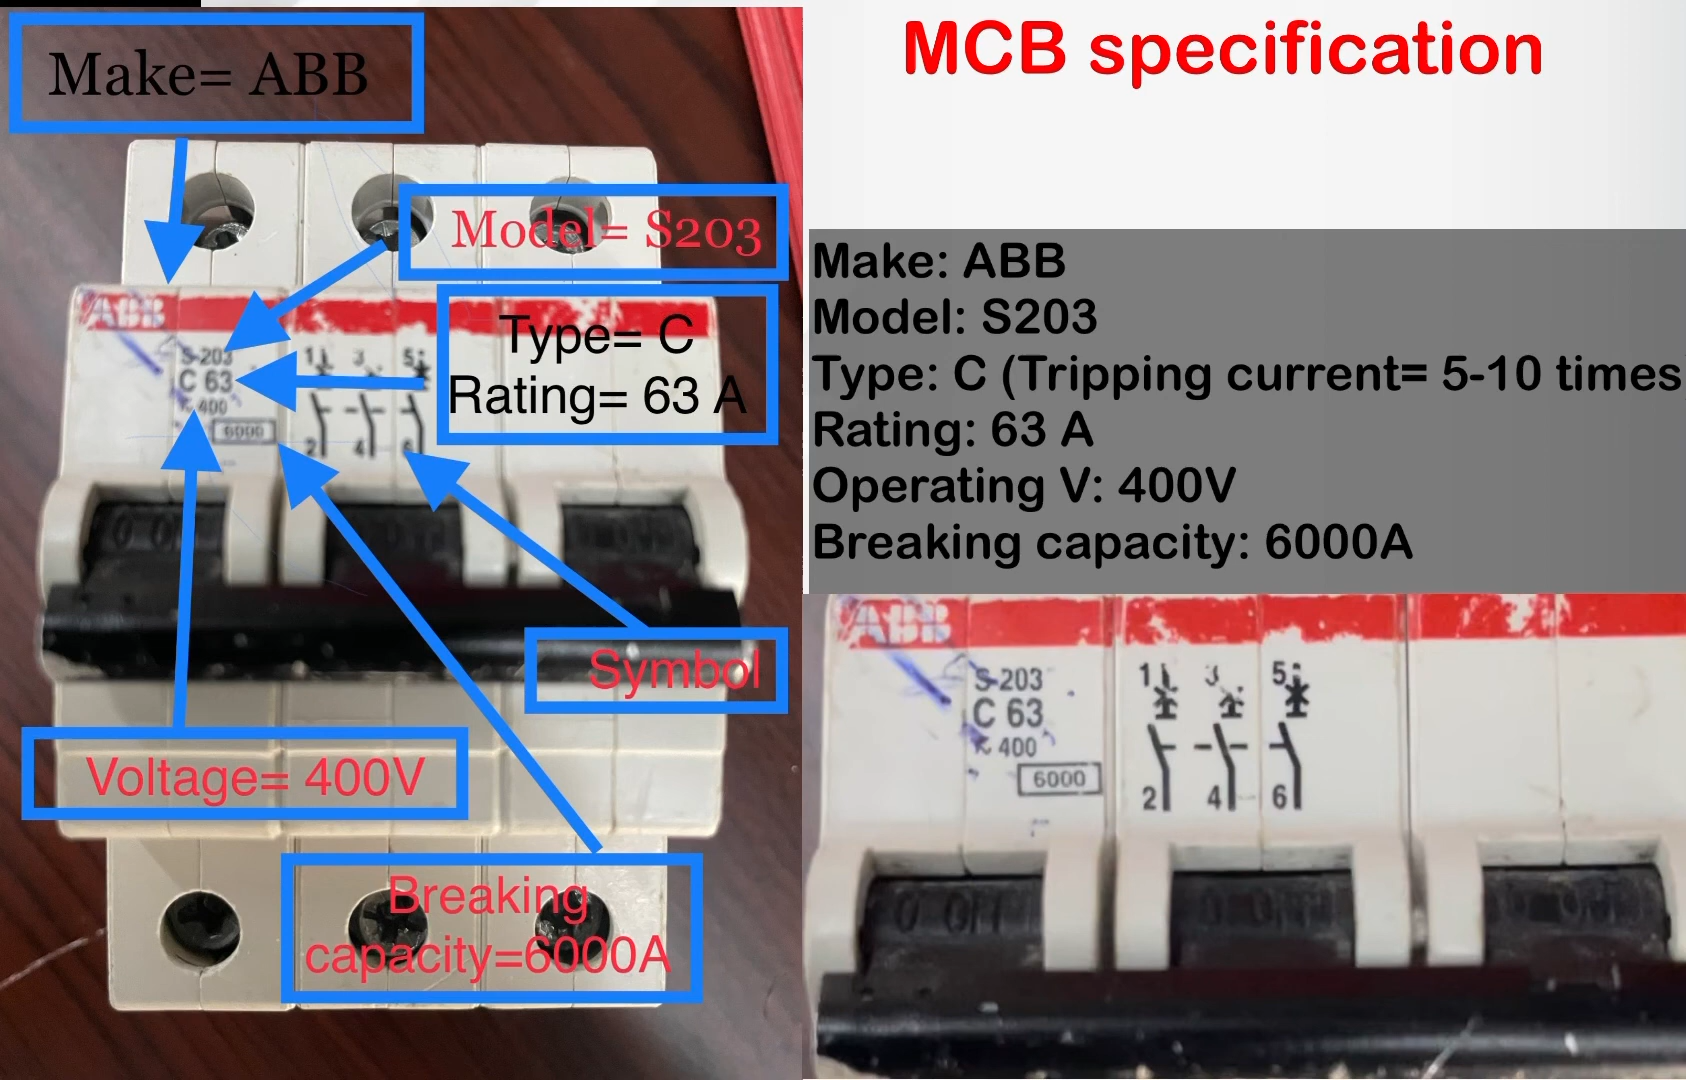 Make= ABB
Model= S203
Type= C
Rating= 63 A
ABB
S-203
C 63
400
6000
1 3 5
2 4 6
Symbol
Voltage= 400V
Breaking
capacity=6000A
MCB specification
Make: ABB
Model: S203
Type: C (Tripping current= 5-10 times
Rating: 63 A
Operating V: 400V
Breaking capacity: 6000A
ABB
S-203
C 63
~ 400
6000
1 3 5
2 4 6
0 OFF